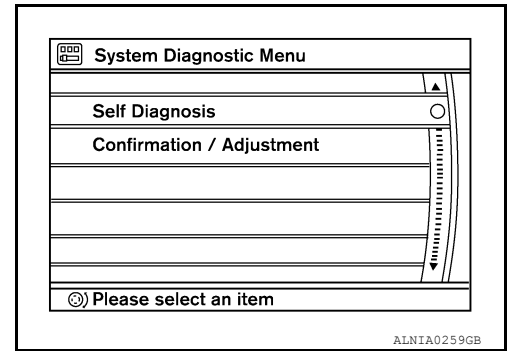 System Diagnostic Menu
Self Diagnosis
Confirmation / Adjustment
Please select an item
ALNIA0259GB